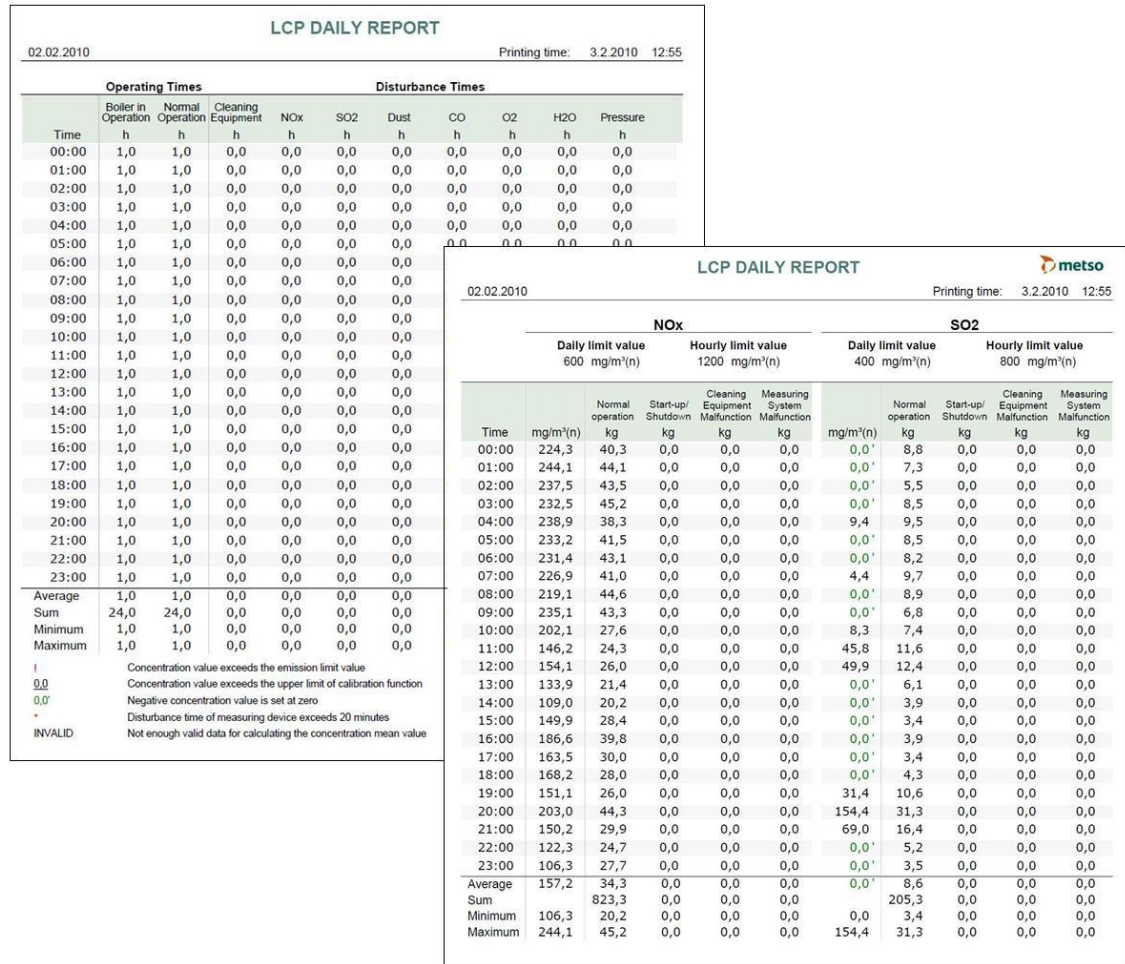 LCP DAILY REPORT
02.02.2010 Printing time: 3.2.2010 12:55
Operating Times Disturbance Times
Boiler in Operation Normal Operation Cleaning Equipment NOx SO2 Dust CO O2 H2O Pressure
Time h h h h h h h h h h
00:00 1,0 1,0 0,0 0,0 0,0 0,0 0,0 0,0 0,0 0,0
01:00 1,0 1,0 0,0 0,0 0,0 0,0 0,0 0,0 0,0 0,0
02:00 1,0 1,0 0,0 0,0 0,0 0,0 0,0 0,0 0,0 0,0
03:00 1,0 1,0 0,0 0,0 0,0 0,0 0,0 0,0 0,0 0,0
04:00 1,0 1,0 0,0 0,0 0,0 0,0 0,0 0,0 0,0 0,0
05:00 1,0 1,0 0,0 0,0 0,0 0,0 0,0 0,0 0,0 0,0
06:00 1,0 1,0 0,0 0,0 0,0 0,0
07:00 1,0 1,0 0,0 0,0 0,0 0,0
08:00 1,0 1,0 0,0 0,0 0,0 0,0
09:00 1,0 1,0 0,0 0,0 0,0 0,0
10:00 1,0 1,0 0,0 0,0 0,0 0,0
11:00 1,0 1,0 0,0 0,0 0,0 0,0
12:00 1,0 1,0 0,0 0,0 0,0 0,0
13:00 1,0 1,0 0,0 0,0 0,0 0,0
14:00 1,0 1,0 0,0 0,0 0,0 0,0
15:00 1,0 1,0 0,0 0,0 0,0 0,0
16:00 1,0 1,0 0,0 0,0 0,0 0,0
17:00 1,0 1,0 0,0 0,0 0,0 0,0
18:00 1,0 1,0 0,0 0,0 0,0 0,0
19:00 1,0 1,0 0,0 0,0 0,0 0,0
20:00 1,0 1,0 0,0 0,0 0,0 0,0
21:00 1,0 1,0 0,0 0,0 0,0 0,0
22:00 1,0 1,0 0,0 0,0 0,0 0,0
23:00 1,0 1,0 0,0 0,0 0,0 0,0
Average 1,0 1,0 0,0 0,0 0,0 0,0
Sum 24,0 24,0 0,0 0,0 0,0 0,0
Minimum 1,0 1,0 0,0 0,0 0,0 0,0
Maximum 1,0 1,0 0,0 0,0 0,0 0,0
! Concentration value exceeds the emission limit value
0,0 Concentration value exceeds the upper limit of calibration function
0,0' Negative concentration value is set at zero
* Disturbance time of measuring device exceeds 20 minutes
INVALID Not enough valid data for calculating the concentration mean value
LCP DAILY REPORT metso
02.02.2010 Printing time: 3.2.2010 12:55
NOx SO2
Daily limit value Hourly limit value Daily limit value Hourly limit value
600 mg/m³(n) 1200 mg/m³(n) 400 mg/m³(n) 800 mg/m³(n)
Normal operation Start-up/ Shutdown Cleaning Equipment Malfunction Measuring System Malfunction Normal operation Start-up/ Shutdown Cleaning Equipment Malfunction Measuring System Malfunction
Time mg/m³(n) kg kg kg kg mg/m³(n) kg kg kg kg
00:00 224,3 40,3 0,0 0,0 0,0 0,0' 8,8 0,0 0,0 0,0
01:00 244,1 44,1 0,0 0,0 0,0 0,0' 7,3 0,0 0,0 0,0
02:00 237,5 43,5 0,0 0,0 0,0 0,0' 5,5 0,0 0,0 0,0
03:00 232,5 45,2 0,0 0,0 0,0 0,0' 8,5 0,0 0,0 0,0
04:00 238,9 38,3 0,0 0,0 0,0 9,4 9,5 0,0 0,0 0,0
05:00 233,2 41,5 0,0 0,0 0,0 0,0' 8,5 0,0 0,0 0,0
06:00 231,4 43,1 0,0 0,0 0,0 0,0' 8,2 0,0 0,0 0,0
07:00 226,9 41,0 0,0 0,0 0,0 4,4 9,7 0,0 0,0 0,0
08:00 219,1 44,6 0,0 0,0 0,0 0,0' 8,9 0,0 0,0 0,0
09:00 235,1 43,3 0,0 0,0 0,0 0,0' 6,8 0,0 0,0 0,0
10:00 202,1 27,6 0,0 0,0 0,0 8,3 7,4 0,0 0,0 0,0
11:00 146,2 24,3 0,0 0,0 0,0 45,8 11,6 0,0 0,0 0,0
12:00 154,1 26,0 0,0 0,0 0,0 49,9 12,4 0,0 0,0 0,0
13:00 133,9 21,4 0,0 0,0 0,0 0,0' 6,1 0,0 0,0 0,0
14:00 109,0 20,2 0,0 0,0 0,0 0,0' 3,9 0,0 0,0 0,0
15:00 149,9 28,4 0,0 0,0 0,0 0,0' 3,4 0,0 0,0 0,0
16:00 186,6 39,8 0,0 0,0 0,0 0,0' 3,9 0,0 0,0 0,0
17:00 163,5 30,0 0,0 0,0 0,0 0,0' 3,4 0,0 0,0 0,0
18:00 168,2 28,0 0,0 0,0 0,0 0,0' 4,3 0,0 0,0 0,0
19:00 151,1 26,0 0,0 0,0 0,0 31,4 10,6 0,0 0,0 0,0
20:00 203,0 44,3 0,0 0,0 0,0 154,4 31,3 0,0 0,0 0,0
21:00 150,2 29,9 0,0 0,0 0,0 69,0 16,4 0,0 0,0 0,0
22:00 122,3 24,7 0,0 0,0 0,0 0,0' 5,2 0,0 0,0 0,0
23:00 106,3 27,7 0,0 0,0 0,0 0,0' 3,5 0,0 0,0 0,0
Average 157,2 34,3 0,0 0,0 0,0 0,0' 8,6 0,0 0,0 0,0
Sum 823,3 0,0 0,0 0,0 205,3 0,0 0,0 0,0
Minimum 106,3 20,2 0,0 0,0 0,0 0,0 3,4 0,0 0,0 0,0
Maximum 244,1 45,2 0,0 0,0 0,0 154,4 31,3 0,0 0,0 0,0